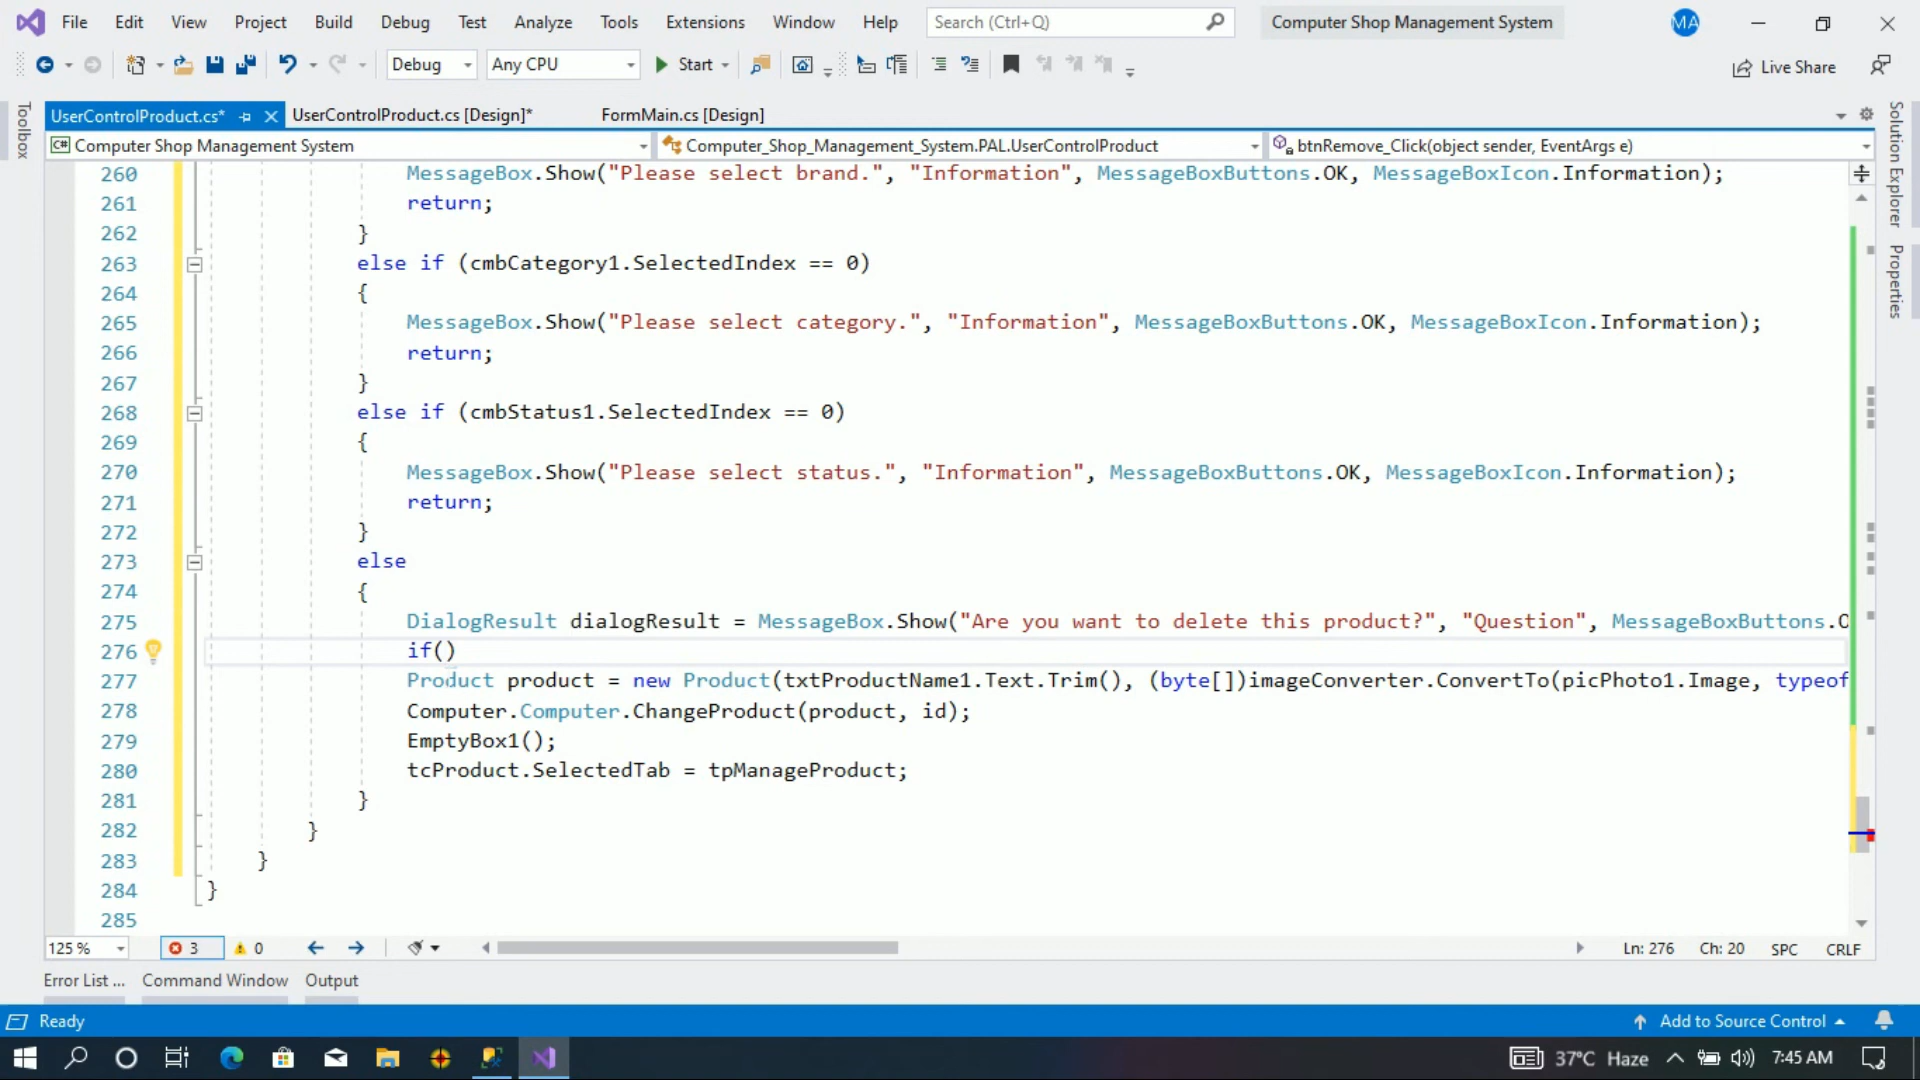 File Edit View Project Build Debug Test Analyze Tools Extensions Window Help Search (Ctrl+Q) Computer Shop Management System MA
Debug Any CPU Start Live Share
UserControlProduct.cs* UserControlProduct.cs [Design]* FormMain.cs [Design]
C# Computer Shop Management System Computer_Shop_Management_System.PAL.UserControlProduct btnRemove_Click(object sender, EventArgs e)
Toolbox
Solution Explorer
Properties
260 MessageBox.Show("Please select brand.", "Information", MessageBoxButtons.OK, MessageBoxIcon.Information);
261 return;
262 }
263 else if (cmbCategory1.SelectedIndex == 0)
264 {
265 MessageBox.Show("Please select category.", "Information", MessageBoxButtons.OK, MessageBoxIcon.Information);
266 return;
267 }
268 else if (cmbStatus1.SelectedIndex == 0)
269 {
270 MessageBox.Show("Please select status.", "Information", MessageBoxButtons.OK, MessageBoxIcon.Information);
271 return;
272 }
273 else
274 {
275 DialogResult dialogResult = MessageBox.Show("Are you want to delete this product?", "Question", MessageBoxButtons.O
276 if()
277 Product product = new Product(txtProductName1.Text.Trim(), (byte[])imageConverter.ConvertTo(picPhoto1.Image, typeof
278 Computer.Computer.ChangeProduct(product, id);
279 EmptyBox1();
280 tcProduct.SelectedTab = tpManageProduct;
281 }
282 }
283 }
284 }
285
125 % 3 0 Ln: 276 Ch: 20 SPC CRLF
Error List ... Command Window Output
Ready Add to Source Control
37°C Haze 7:45 AM